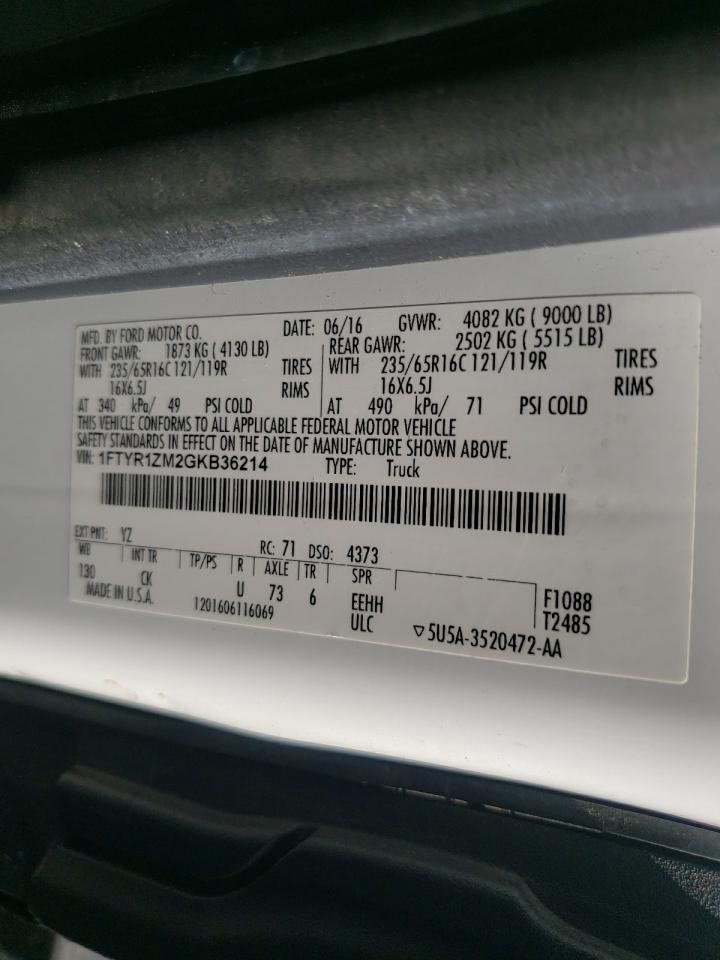 MFD. BY FORD MOTOR CO. DATE: 06/16 GVWR: 4082 KG ( 9000 LB)
FRONT GAWR: 1873 KG ( 4130 LB) REAR GAWR: 2502 KG ( 5515 LB)
WITH 235/65R16C 121/119R TIRES WITH 235/65R16C 121/119R TIRES
16X6.5J RIMS 16X6.5J RIMS
AT 340 kPa/ 49 PSI COLD AT 490 kPa/ 71 PSI COLD
THIS VEHICLE CONFORMS TO ALL APPLICABLE FEDERAL MOTOR VEHICLE
SAFETY STANDARDS IN EFFECT ON THE DATE OF MANUFACTURE SHOWN ABOVE.
VIN: 1FTYR1ZM2GKB36214 TYPE: Truck
EXT PNT: YZ RC: 71 DSO: 4373
WB INT TR TP/PS R AXLE TR SPR
130 CK U 73 6 EEHH F1088
MADE IN U.S.A. 1201606116069 ULC T2485
▽5U5A-3520472-AA